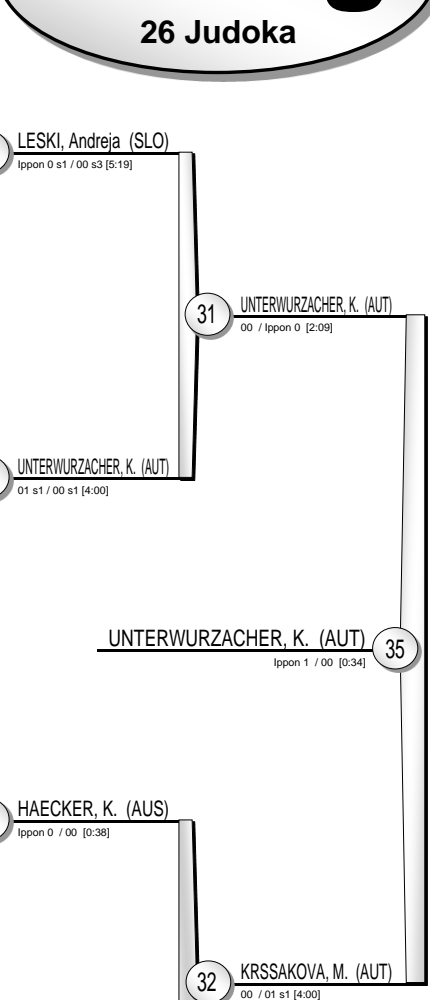 26 Judoka
LESKI, Andreja (SLO)
Ippon 0 s1 / 00 s3 [5:19]
31
UNTERWURZACHER, K. (AUT)
00 / Ippon 0 [2:09]
UNTERWURZACHER, K. (AUT)
01 s1 / 00 s1 [4:00]
UNTERWURZACHER, K. (AUT)
35
Ippon 1 / 00 [0:34]
HAECKER, K. (AUS)
Ippon 0 / 00 [0:38]
32
KRSSAKOVA, M. (AUT)
00 / 01 s1 [4:00]